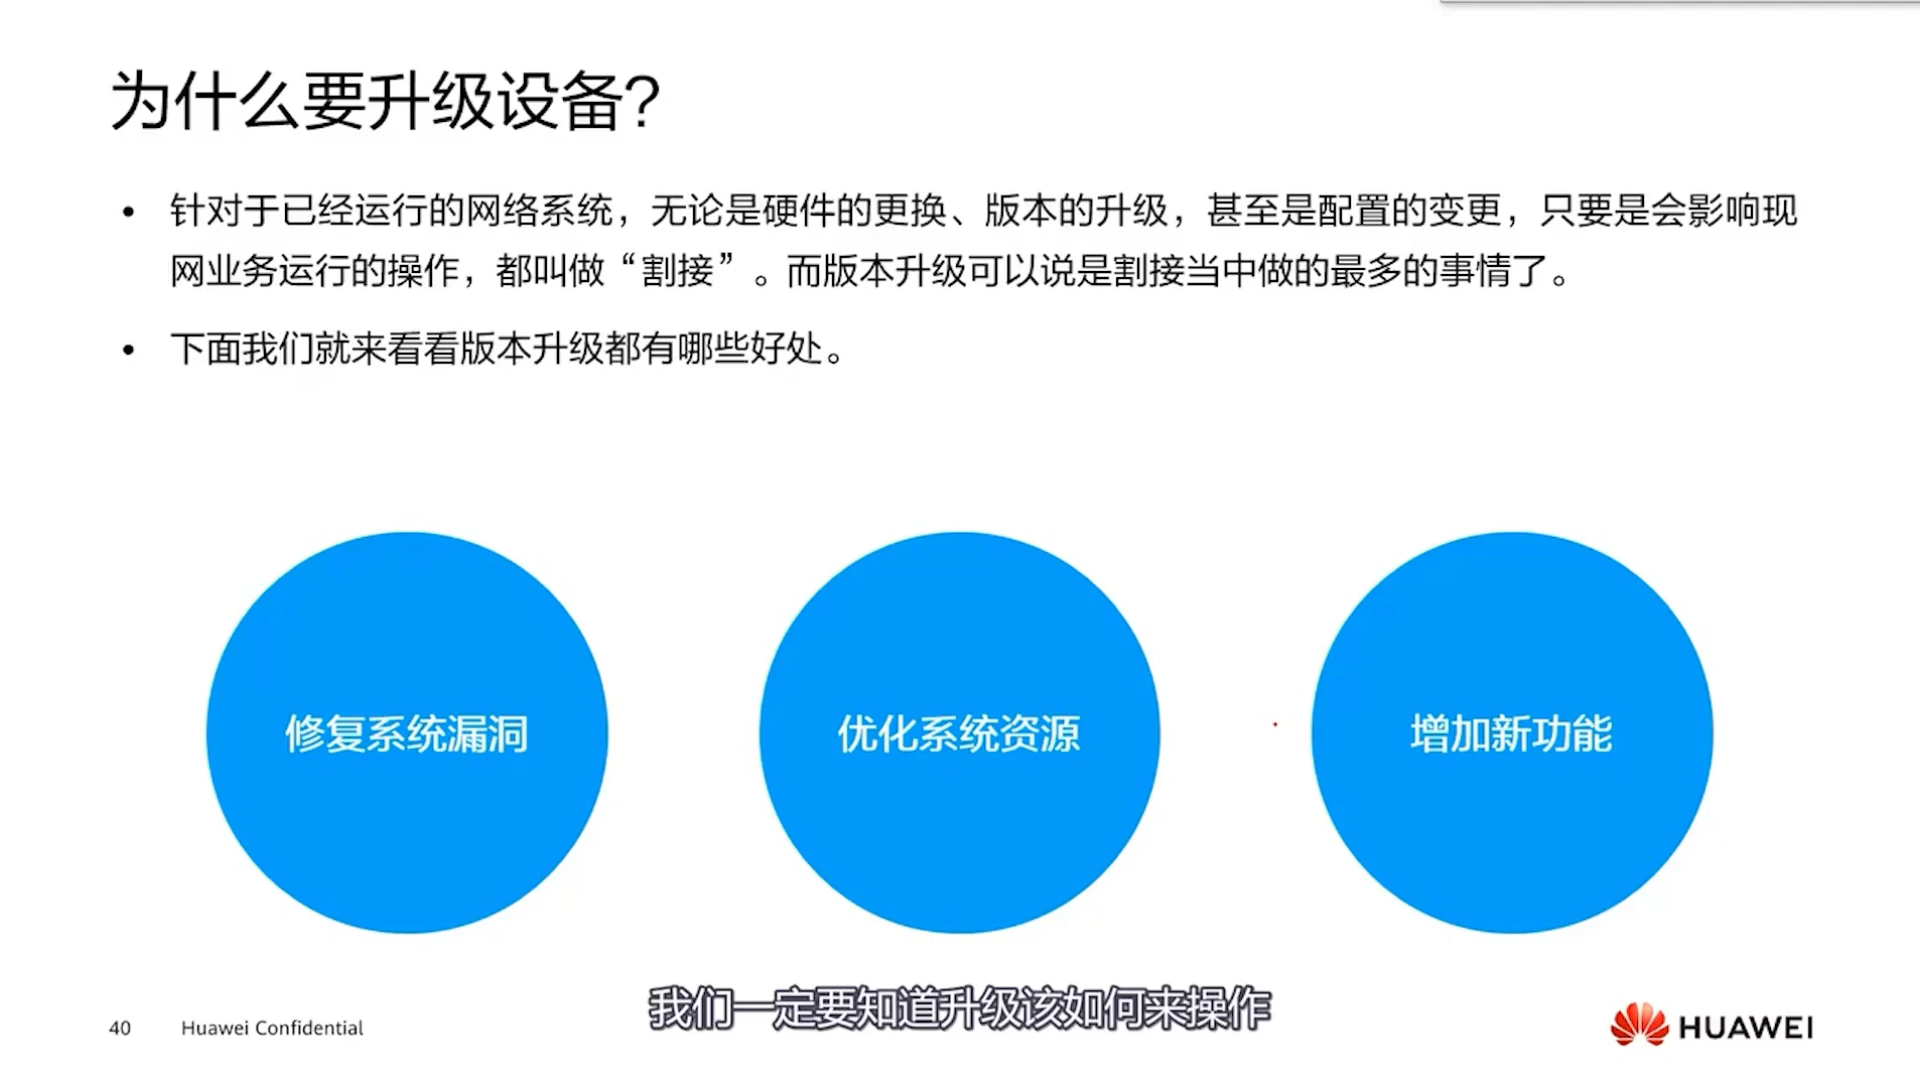 为什么要升级设备?
• 针对于已经运行的网络系统，无论是硬件的更换、版本的升级，甚至是配置的变更，只要是会影响现
网业务运行的操作，都叫做“割接”。而版本升级可以说是割接当中做的最多的事情了。
• 下面我们就来看看版本升级都有哪些好处。
修复系统漏洞
优化系统资源
增加新功能
我们一定要知道升级该如何来操作
40 Huawei Confidential
HUAWEI